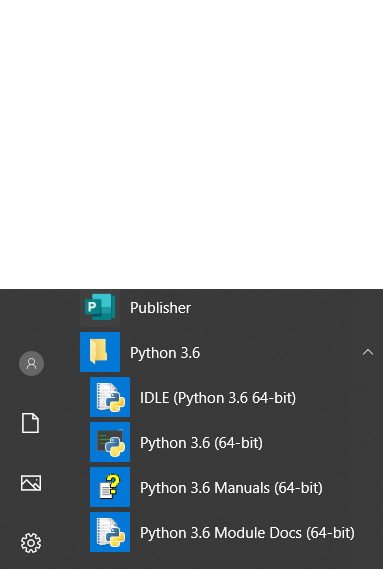 Publisher
Python 3.6
IDLE (Python 3.6 64-bit)
Python 3.6 (64-bit)
Python 3.6 Manuals (64-bit)
Python 3.6 Module Docs (64-bit)